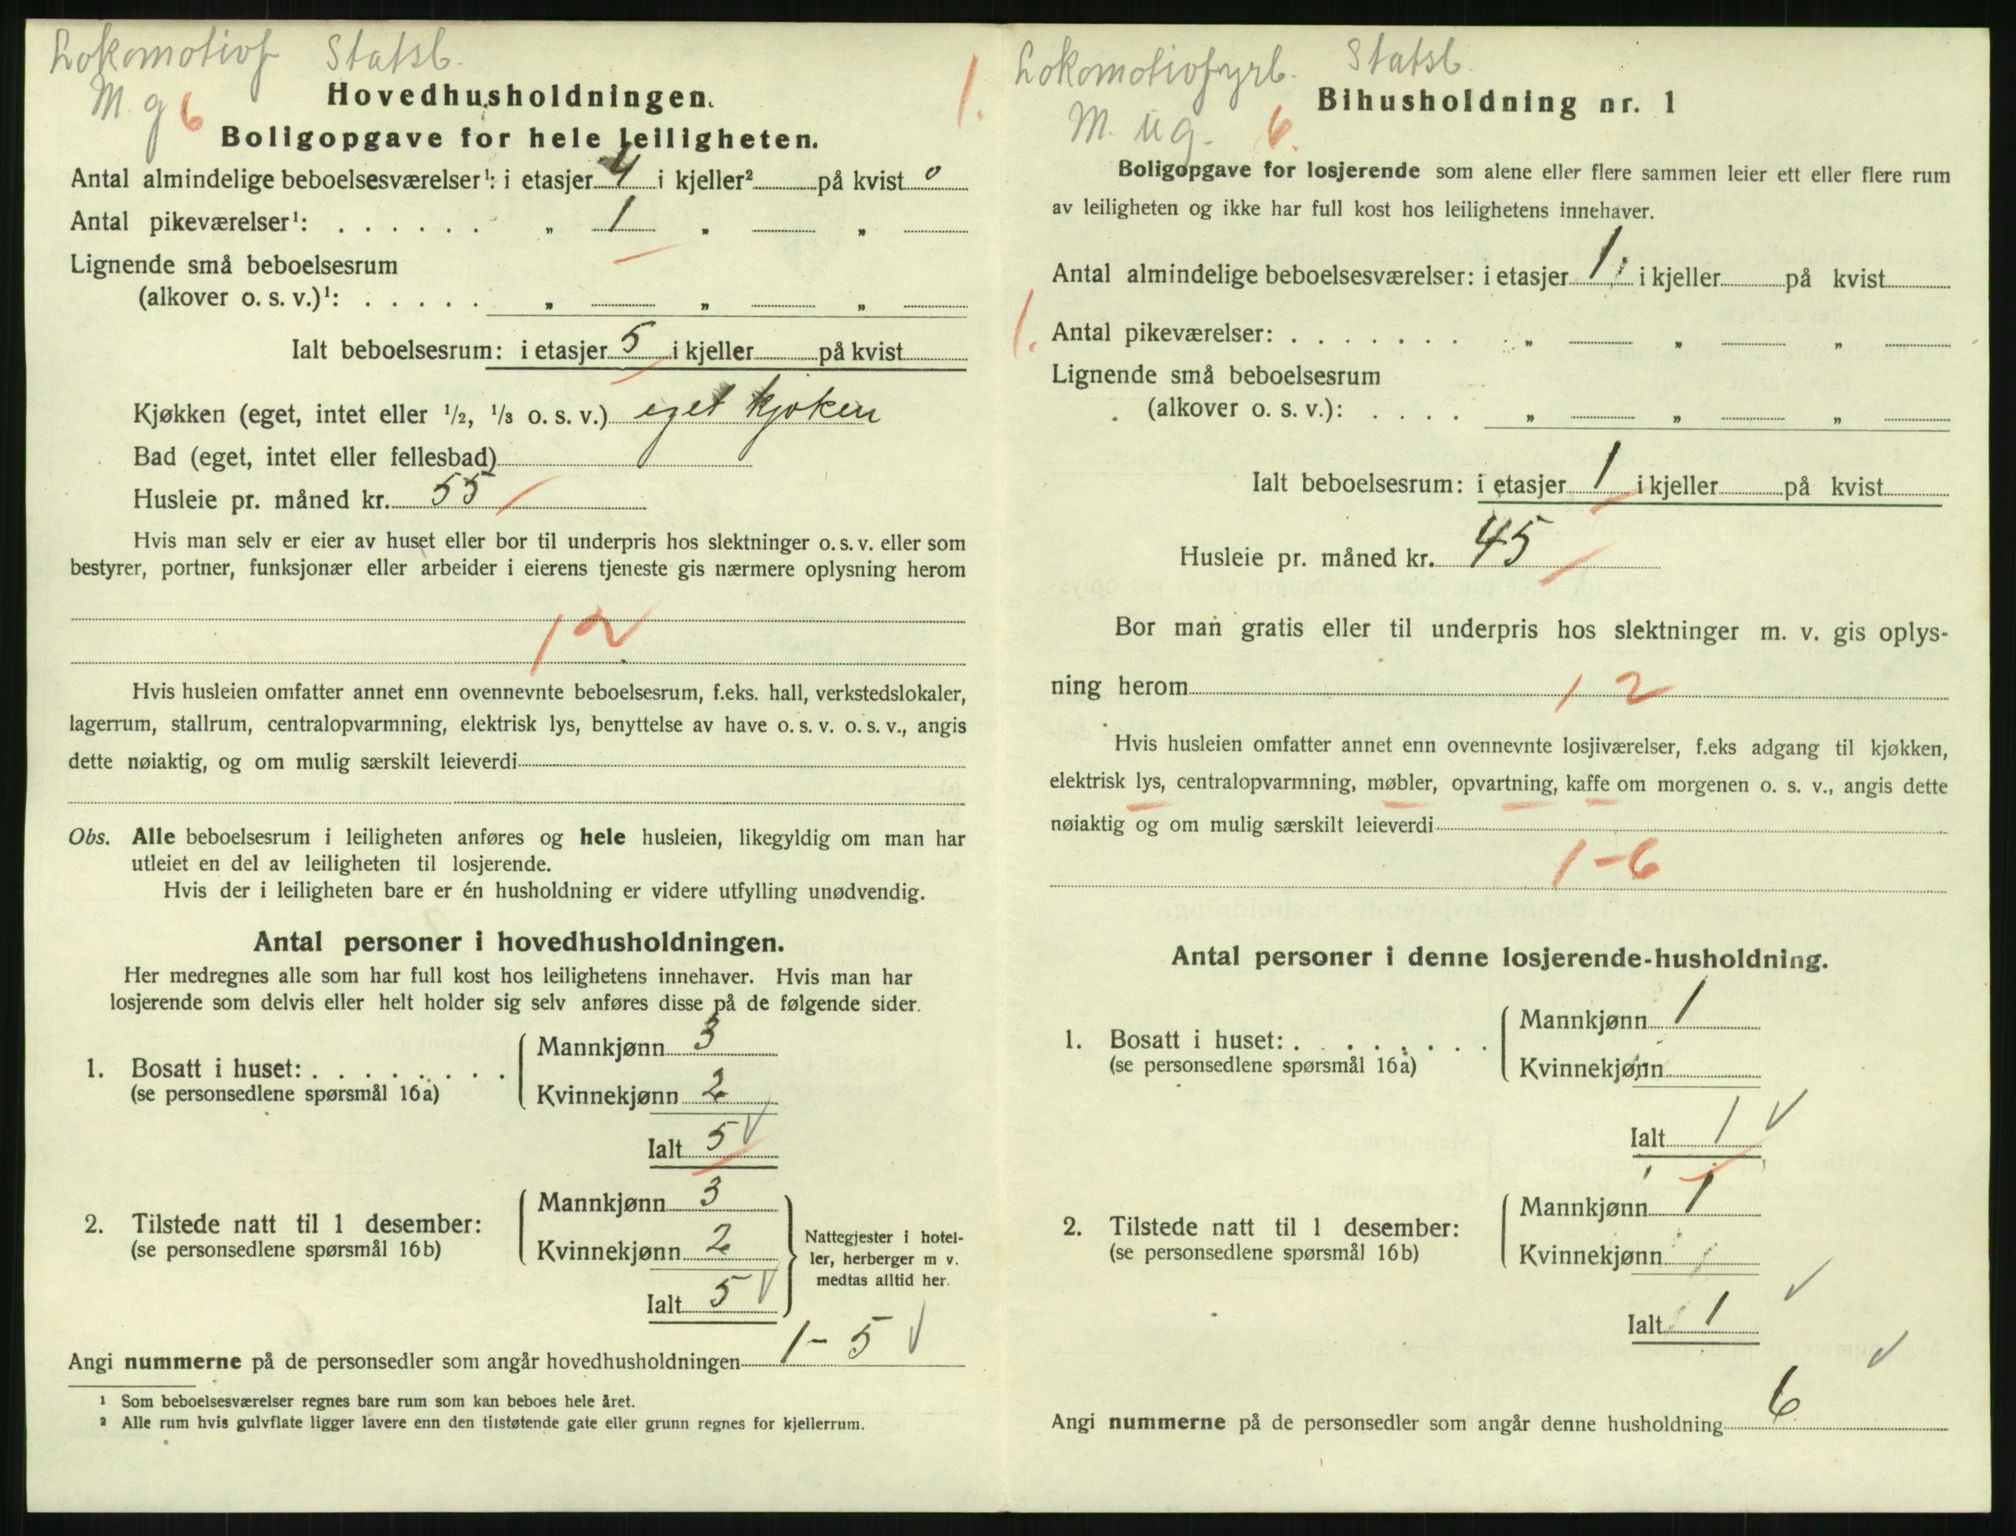 Lokomotivf Statsb.
M. g 6
1.
Hovedhusholdningen.
Boligopgave for hele leiligheten.
Antal almindelige beboelsesværelser¹: i etasjer 4 i kjeller² på kvist 0
Antal pikeværelser¹: . . . . . . „ 1 „ „
Lignende små beboelsesrum
(alkover o. s. v.)¹: . . . . . „ „ „
Ialt beboelsesrum: i etasjer 5 i kjeller på kvist
Kjøkken (eget, intet eller ½, ⅓ o. s. v.) eget kjøken
Bad (eget, intet eller fellesbad)
Husleie pr. måned kr. 55
Hvis man selv er eier av huset eller bor til underpris hos slektninger o. s. v. eller som
bestyrer, portner, funksjonær eller arbeider i eierens tjeneste gis nærmere oplysning herom
12
Hvis husleien omfatter annet enn ovennevnte beboelsesrum, f.eks. hall, verkstedslokaler,
lagerrum, stallrum, centralopvarmning, elektrisk lys, benyttelse av have o. s. v. o. s. v., angis
dette nøiaktig, og om mulig særskilt leieverdi
Obs. Alle beboelsesrum i leiligheten anføres og hele husleien, likegyldig om man har
utleiet en del av leiligheten til losjerende.
Hvis der i leiligheten bare er én husholdning er videre utfylling unødvendig.
Antal personer i hovedhusholdningen.
Her medregnes alle som har full kost hos leilighetens innehaver. Hvis man har
losjerende som delvis eller helt holder sig selv anføres disse på de følgende sider.
1. Bosatt i huset: . . . . . . . .
(se personsedlene spørsmål 16a)
Mannkjønn 3
Kvinnekjønn 2
Ialt 5 √
2. Tilstede natt til 1 desember:
(se personsedlene spørsmål 16b)
Mannkjønn 3
Kvinnekjønn 2
Ialt 5 √
Nattegjester i hotel-
ler, herberger m v.
medtas alltid her.
Angi nummerne på de personsedler som angår hovedhusholdningen 1 - 5 √
¹ Som beboelsesværelser regnes bare rum som kan beboes hele året.
² Alle rum hvis gulvflate ligger lavere enn den tilstøtende gate eller grunn regnes for kjellerrum.
Lokomotivfyrb. Statsb.
M. ug. 6.
Bihusholdning nr. 1
Boligopgave for losjerende som alene eller flere sammen leier ett eller flere rum
av leiligheten og ikke har full kost hos leilighetens innehaver.
Antal almindelige beboelsesværelser: i etasjer 1 i kjeller på kvist
1.
Antal pikeværelser: . . . . . . . „ „ „
Lignende små beboelsesrum
(alkover o. s. v.): . . . . „ „ „
Ialt beboelsesrum: i etasjer 1 i kjeller på kvist
Husleie pr. måned kr. 45
Bor man gratis eller til underpris hos slektninger m. v. gis oplys-
ning herom 12
Hvis husleien omfatter annet enn ovennevnte losjiværelser, f.eks adgang til kjøkken,
elektrisk lys, centralopvarmning, møbler, opvartning, kaffe om morgenen o. s. v., angis dette
nøiaktig og om mulig særskilt leieverdi
1-6
Antal personer i denne losjerende-husholdning.
1. Bosatt i huset: . . . . . . . .
(se personsedlene spørsmål 16a)
Mannkjønn 1
Kvinnekjønn
Ialt 1 √
2. Tilstede natt til 1 desember:
(se personsedlene spørsmål 16b)
Mannkjønn 1
Kvinnekjønn
Ialt 1 √
Angi nummerne på de personsedler som angår denne husholdning 6 √